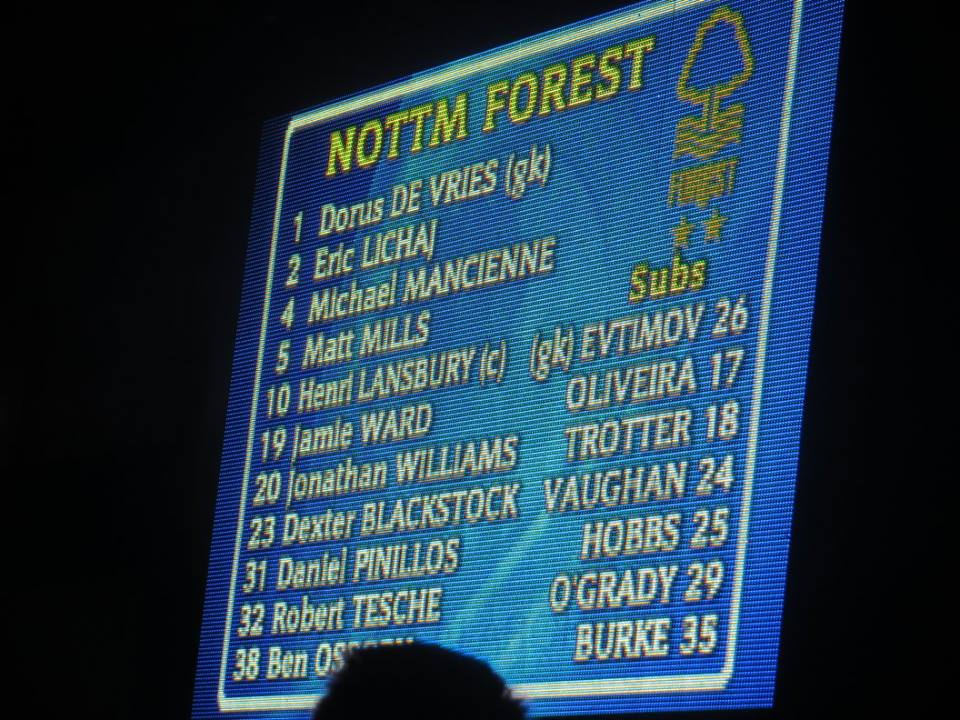 NOTTM FOREST
FOREST
1 Dorus DE VRIES (gk)
2 Eric LICHAJ
4 Michael MANCIENNE
5 Matt MILLS
10 Henri LANSBURY (c)
19 Jamie WARD
20 Jonathan WILLIAMS
23 Dexter BLACKSTOCK
31 Daniel PINILLOS
32 Robert TESCHE
38 Ben
Subs
(gk) EVTIMOV 26
OLIVEIRA 17
TROTTER 18
VAUGHAN 24
HOBBS 25
O'GRADY 29
BURKE 35